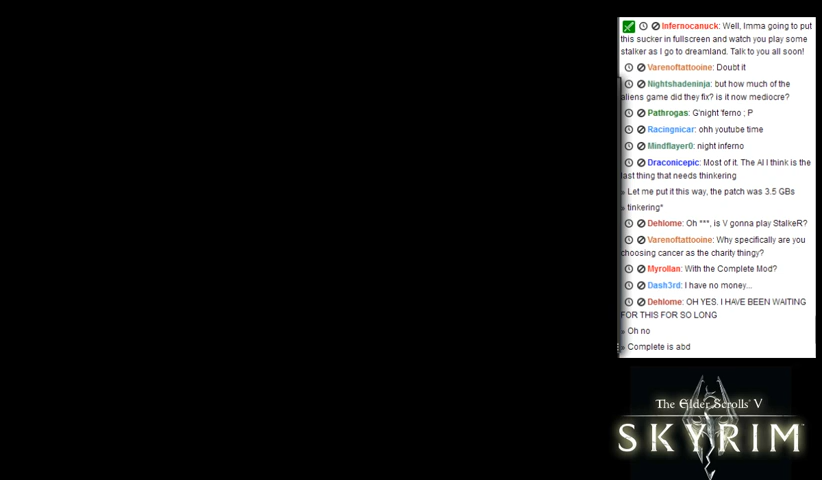 Infernocanuck: Well, Imma going to put
this sucker in fullscreen and watch you play some
stalker as I go to dreamland. Talk to you all soon!
Varenoftattooine: Doubt it
Nightshadeninja: but how much of the
aliens game did they fix? is it now mediocre?
Pathrogas: G'night 'ferno ; P
Racingnicar: ohh youtube time
Mindflayer0: night inferno
Draconicepic: Most of it. The AI I think is the
last thing that needs thinkering
» Let me put it this way, the patch was 3.5 GBs
» tinkering*
Dehlome: Oh ***, is V gonna play StalkeR?
Varenoftattooine: Why specifically are you
choosing cancer as the charity thingy?
Myrollan: With the Complete Mod?
Dash3rd: I have no money...
Dehlome: OH YES. I HAVE BEEN WAITING
FOR THIS FOR SO LONG
» Oh no
» Complete is abd
The Elder Scrolls V
SKYRIM